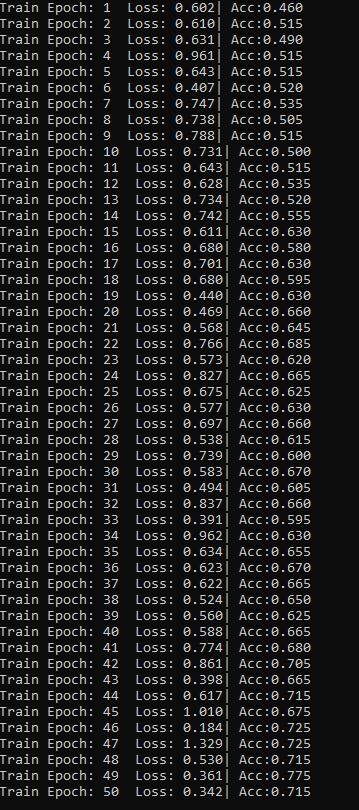 Train Epoch: 1  Loss: 0.602| Acc:0.460
Train Epoch: 2  Loss: 0.610| Acc:0.515
Train Epoch: 3  Loss: 0.631| Acc:0.490
Train Epoch: 4  Loss: 0.961| Acc:0.515
Train Epoch: 5  Loss: 0.643| Acc:0.515
Train Epoch: 6  Loss: 0.407| Acc:0.520
Train Epoch: 7  Loss: 0.747| Acc:0.535
Train Epoch: 8  Loss: 0.738| Acc:0.505
Train Epoch: 9  Loss: 0.788| Acc:0.515
Train Epoch: 10  Loss: 0.731| Acc:0.500
Train Epoch: 11  Loss: 0.643| Acc:0.515
Train Epoch: 12  Loss: 0.628| Acc:0.535
Train Epoch: 13  Loss: 0.734| Acc:0.520
Train Epoch: 14  Loss: 0.742| Acc:0.555
Train Epoch: 15  Loss: 0.611| Acc:0.630
Train Epoch: 16  Loss: 0.680| Acc:0.580
Train Epoch: 17  Loss: 0.701| Acc:0.630
Train Epoch: 18  Loss: 0.680| Acc:0.595
Train Epoch: 19  Loss: 0.440| Acc:0.630
Train Epoch: 20  Loss: 0.469| Acc:0.660
Train Epoch: 21  Loss: 0.568| Acc:0.645
Train Epoch: 22  Loss: 0.766| Acc:0.685
Train Epoch: 23  Loss: 0.573| Acc:0.620
Train Epoch: 24  Loss: 0.827| Acc:0.665
Train Epoch: 25  Loss: 0.675| Acc:0.625
Train Epoch: 26  Loss: 0.577| Acc:0.630
Train Epoch: 27  Loss: 0.697| Acc:0.660
Train Epoch: 28  Loss: 0.538| Acc:0.615
Train Epoch: 29  Loss: 0.739| Acc:0.600
Train Epoch: 30  Loss: 0.583| Acc:0.670
Train Epoch: 31  Loss: 0.494| Acc:0.605
Train Epoch: 32  Loss: 0.837| Acc:0.660
Train Epoch: 33  Loss: 0.391| Acc:0.595
Train Epoch: 34  Loss: 0.962| Acc:0.630
Train Epoch: 35  Loss: 0.634| Acc:0.655
Train Epoch: 36  Loss: 0.623| Acc:0.670
Train Epoch: 37  Loss: 0.622| Acc:0.665
Train Epoch: 38  Loss: 0.524| Acc:0.650
Train Epoch: 39  Loss: 0.560| Acc:0.625
Train Epoch: 40  Loss: 0.588| Acc:0.665
Train Epoch: 41  Loss: 0.774| Acc:0.680
Train Epoch: 42  Loss: 0.861| Acc:0.705
Train Epoch: 43  Loss: 0.398| Acc:0.665
Train Epoch: 44  Loss: 0.617| Acc:0.715
Train Epoch: 45  Loss: 1.010| Acc:0.675
Train Epoch: 46  Loss: 0.184| Acc:0.725
Train Epoch: 47  Loss: 1.329| Acc:0.725
Train Epoch: 48  Loss: 0.530| Acc:0.715
Train Epoch: 49  Loss: 0.361| Acc:0.775
Train Epoch: 50  Loss: 0.342| Acc:0.715